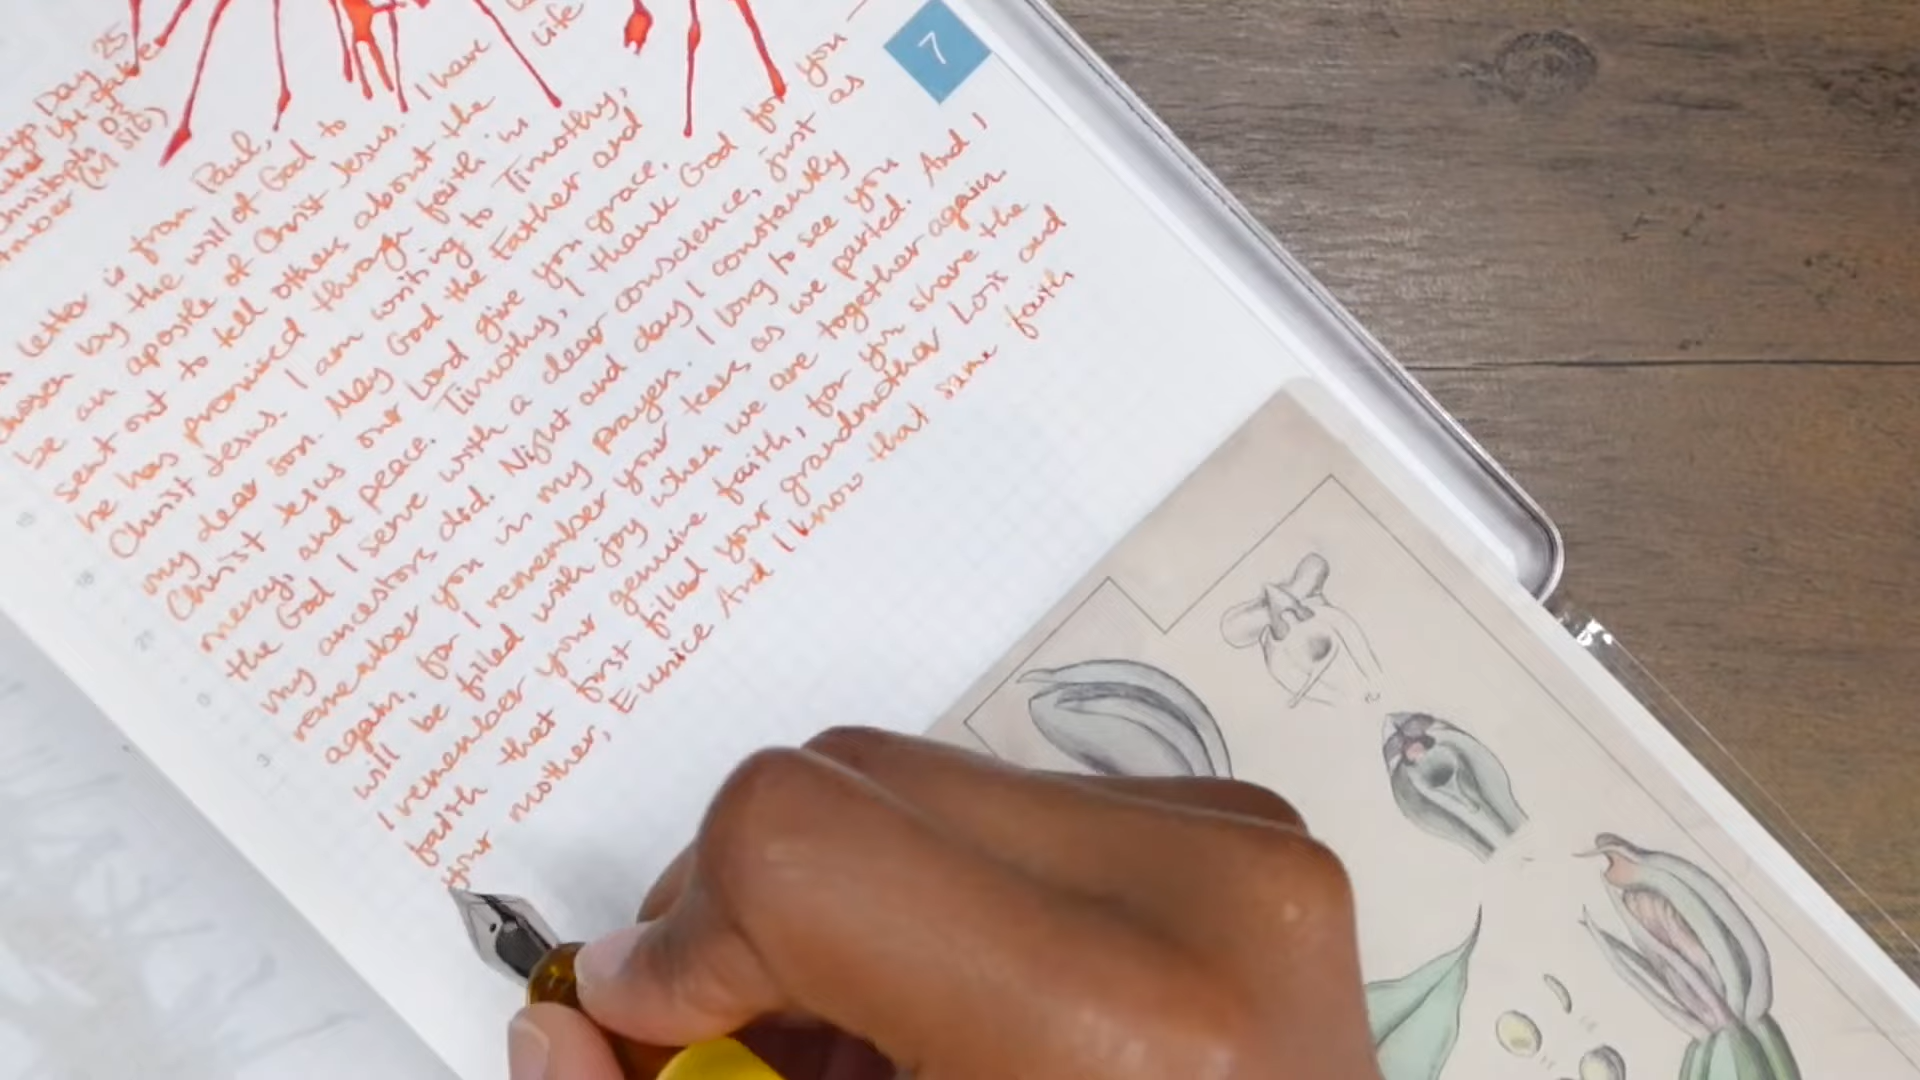 7
Day 25
letter is from Paul,
chosen by the will of God to
be an apostle of Christ Jesus. I have
sent out to tell others about the life
he has promised through faith in
Christ Jesus. I am writing to Timothy,
my dear son. May God the Father and
Christ Jesus our Lord give you grace,
mercy, and peace. Timothy, I thank God for you
the God I serve with a clear conscience, just as
my ancestors did. Night and day I constantly
remember you in my prayers. I long to see you
again, for I remember your tears as we parted. And I
will be filled with joy when we are together again
I remember your genuine faith, for you share the
faith that first filled your grandmother Lois and
your mother, Eunice And I know that same faith
18
21
0
3